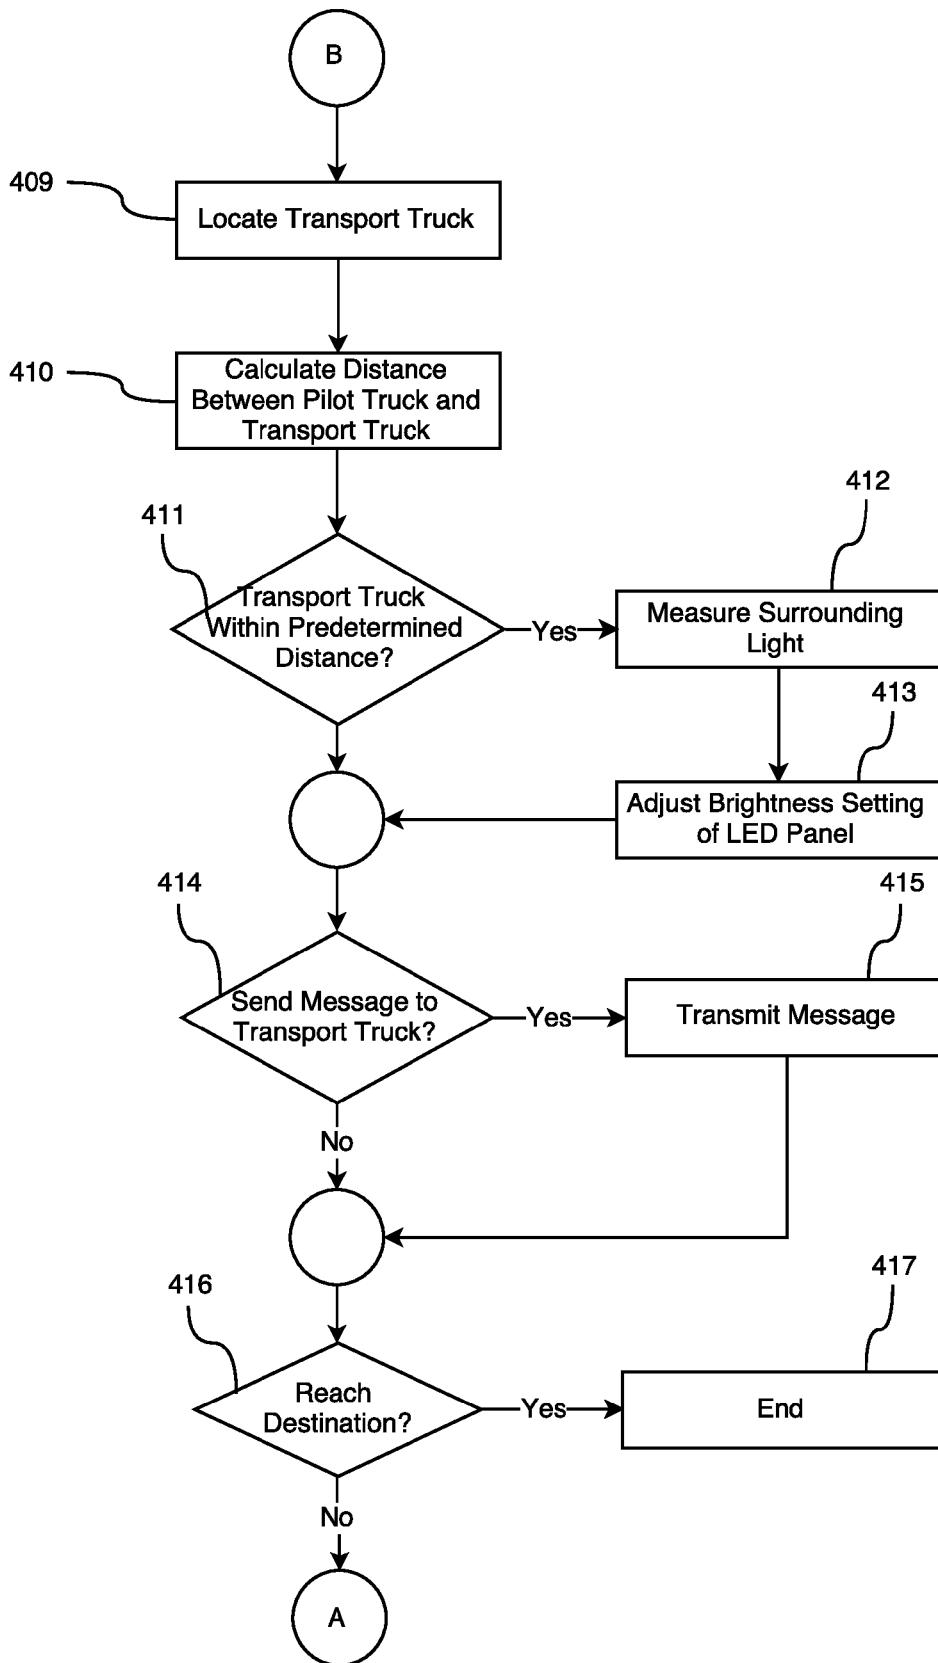 B
409
Locate Transport Truck
410
Calculate Distance
Between Pilot Truck and
Transport Truck
411
Transport Truck
Within Predetermined
Distance?
Yes
412
Measure Surrounding
Light
413
Adjust Brightness Setting
of LED Panel
414
Send Message to
Transport Truck?
Yes
415
Transmit Message
No
416
Reach
Destination?
Yes
417
End
No
A